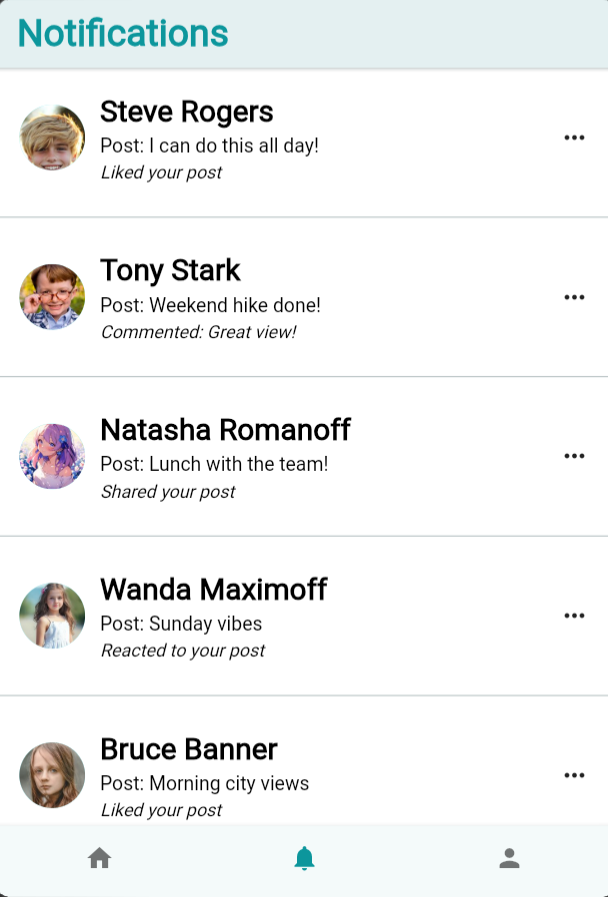 Notifications
Steve Rogers
Post: I can do this all day!
Liked your post
Tony Stark
Post: Weekend hike done!
Commented: Great view!
Natasha Romanoff
Post: Lunch with the team!
Shared your post
Wanda Maximoff
Post: Sunday vibes
Reacted to your post
Bruce Banner
Post: Morning city views
Liked your post